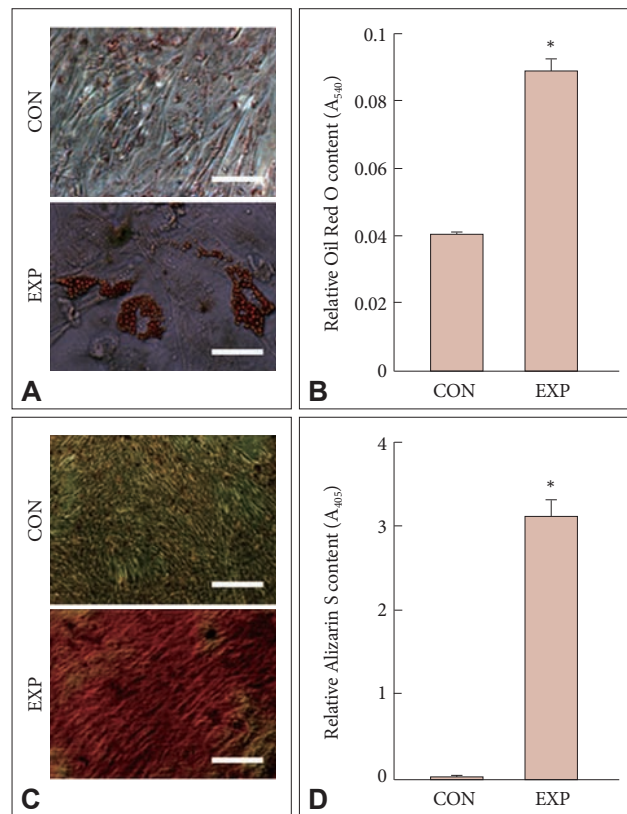 CON
EXP
A
Relative Oil Red O content (A540)
0.1
0.08
0.06
0.04
0.02
0
*
CON
EXP
B
CON
EXP
C
Relative Alizarin S content (A405)
4
3
2
1
0
*
CON
EXP
D